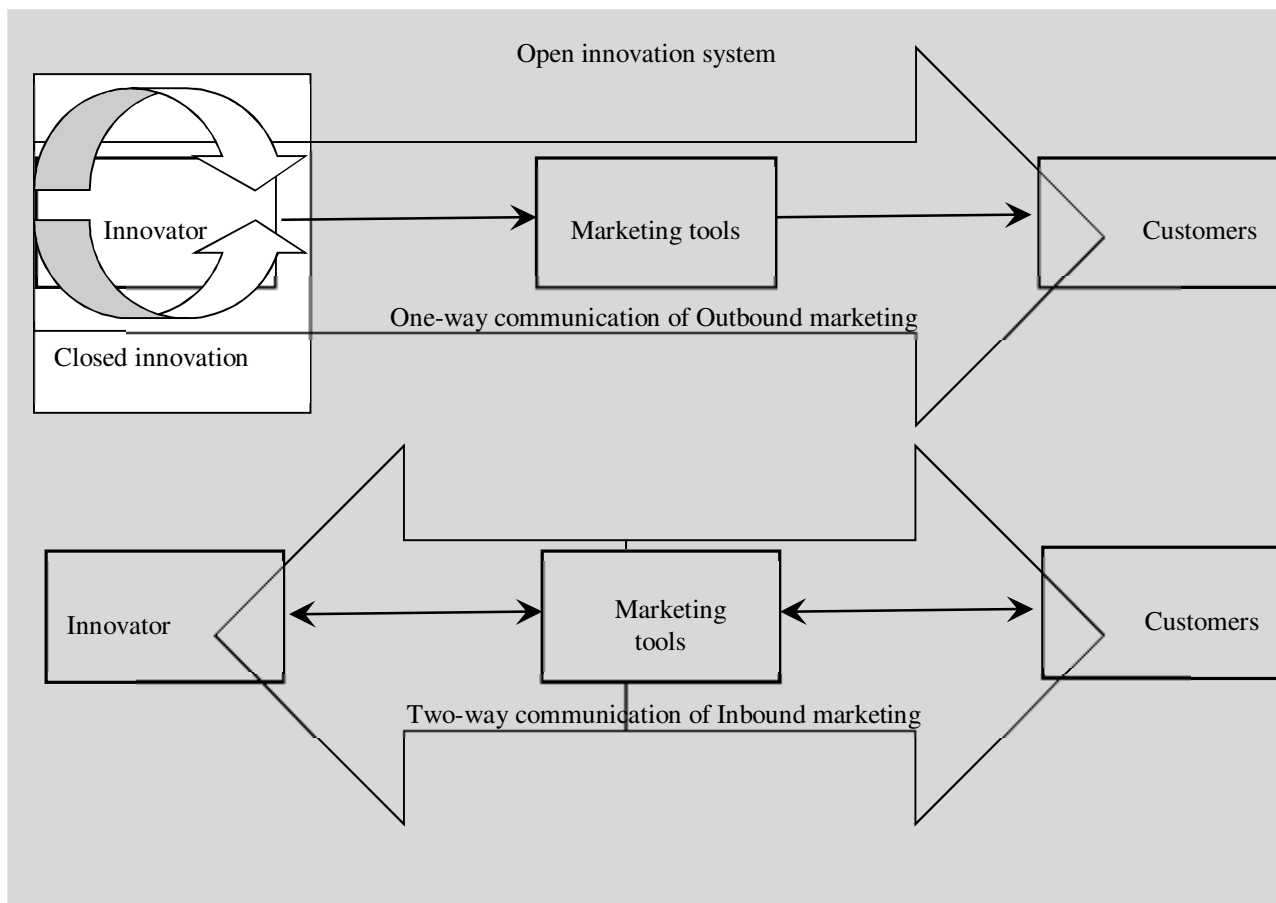 Open innovation system
Innovator
Marketing tools
Customers
One-way communication of Outbound marketing
Closed innovation
Innovator
Marketing
tools
Customers
Two-way communication of Inbound marketing